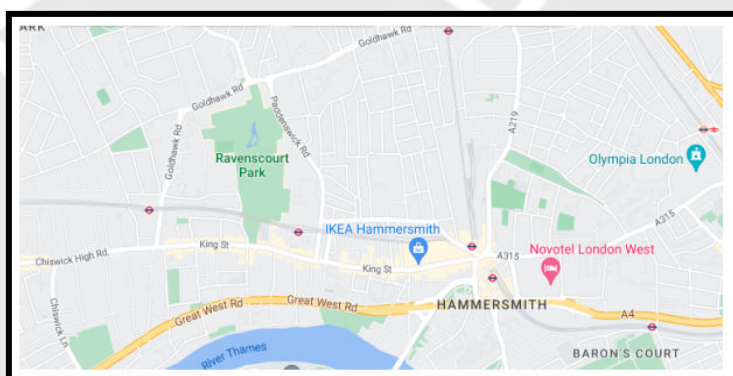 ARK
Goldhawk Rd
Goldhawk Rd
Paddenswick Rd
Goldhawk Rd
A219
Ravenscourt
Park
Olympia London
IKEA Hammersmith
A315
King St
Chiswick High Rd
A315
Novotel London West
King St
Chiswick Ln
Great West Rd
Great West Rd
HAMMERSMITH
A4
River Thames
BARON'S COURT